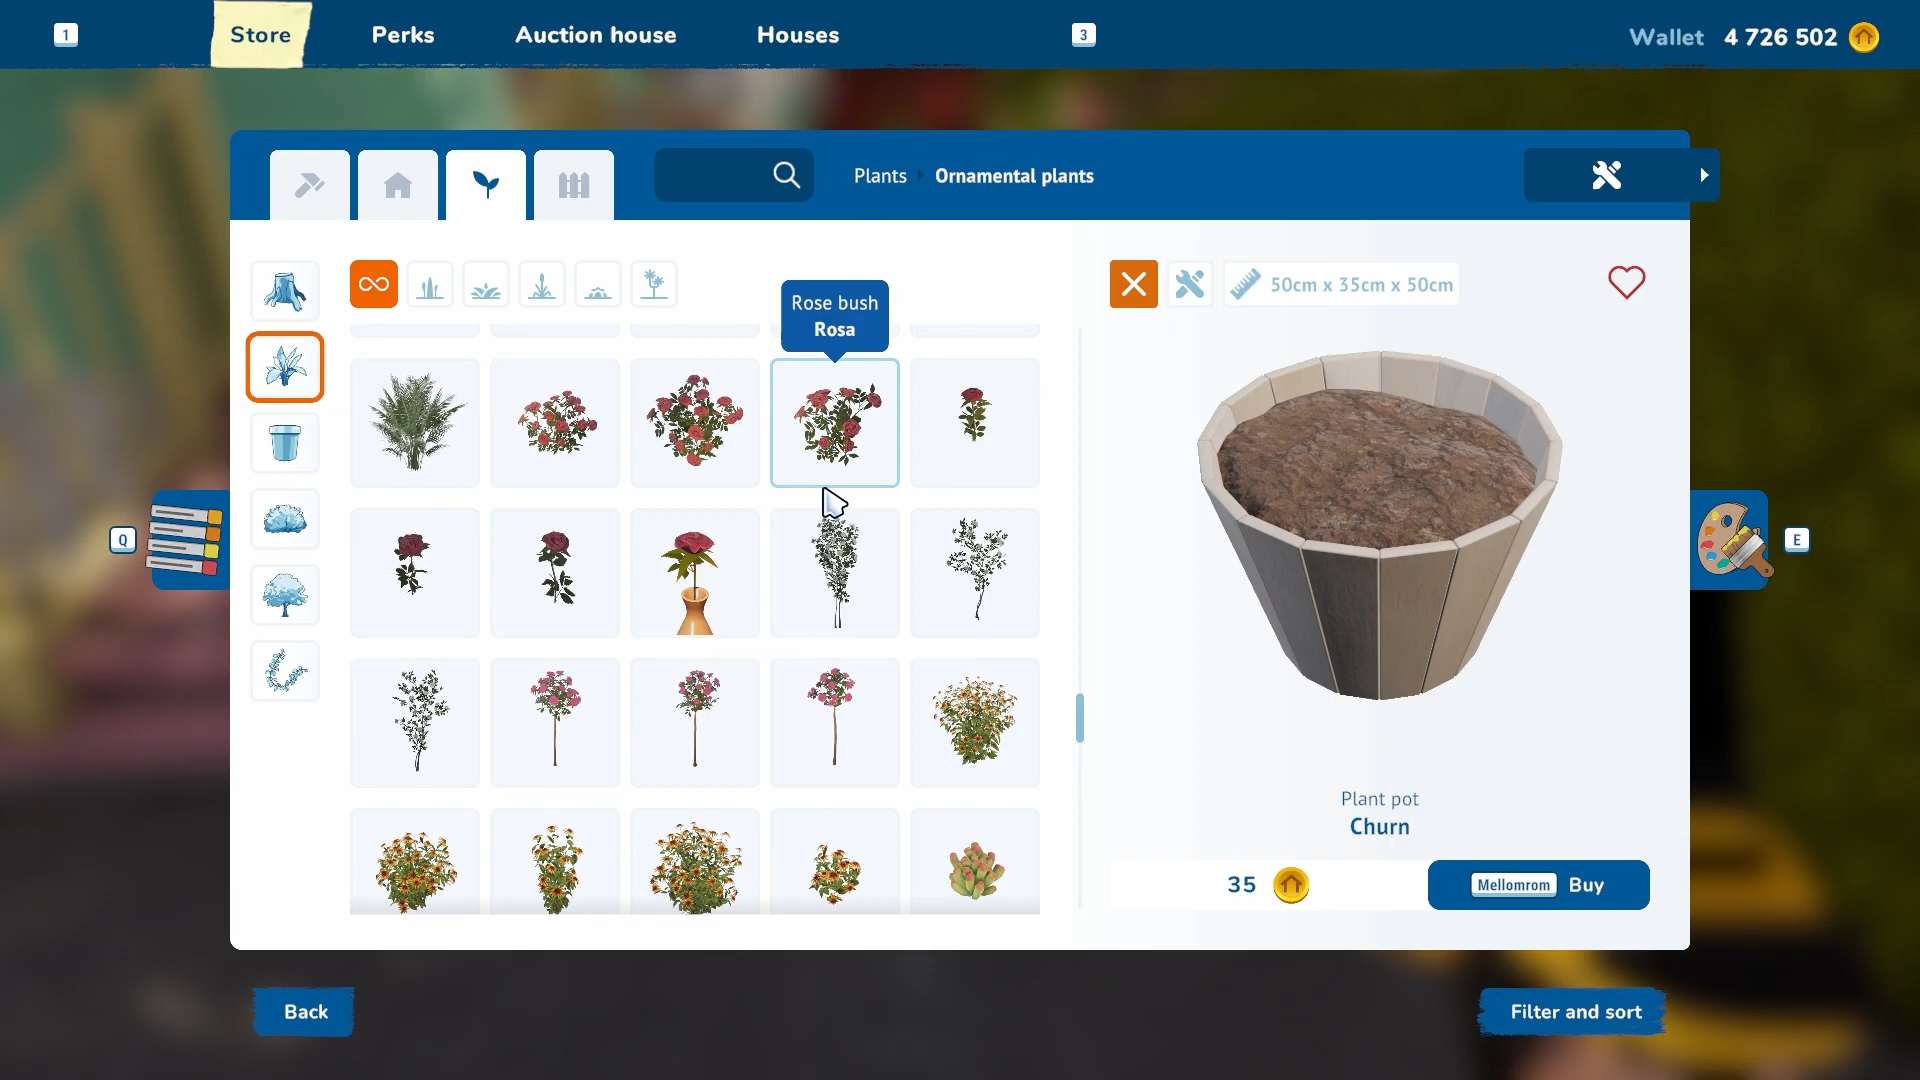 1
Store
Perks
Auction house
Houses
3
Wallet 4 726 502
Plants
Ornamental plants
50cm x 35cm x 50cm
Rose bush
Rosa
Q
E
Plant pot
Churn
35
Mellomrom Buy
Back
Filter and sort